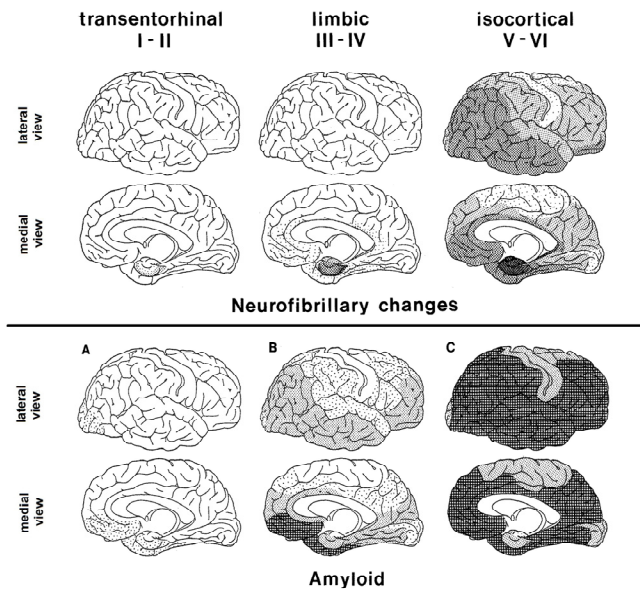 transentorhinal
I - II
limbic
III - IV
isocortical
V - VI
lateral
view
medial
view
Neurofibrillary changes
A
B
C
lateral
view
medial
view
Amyloid